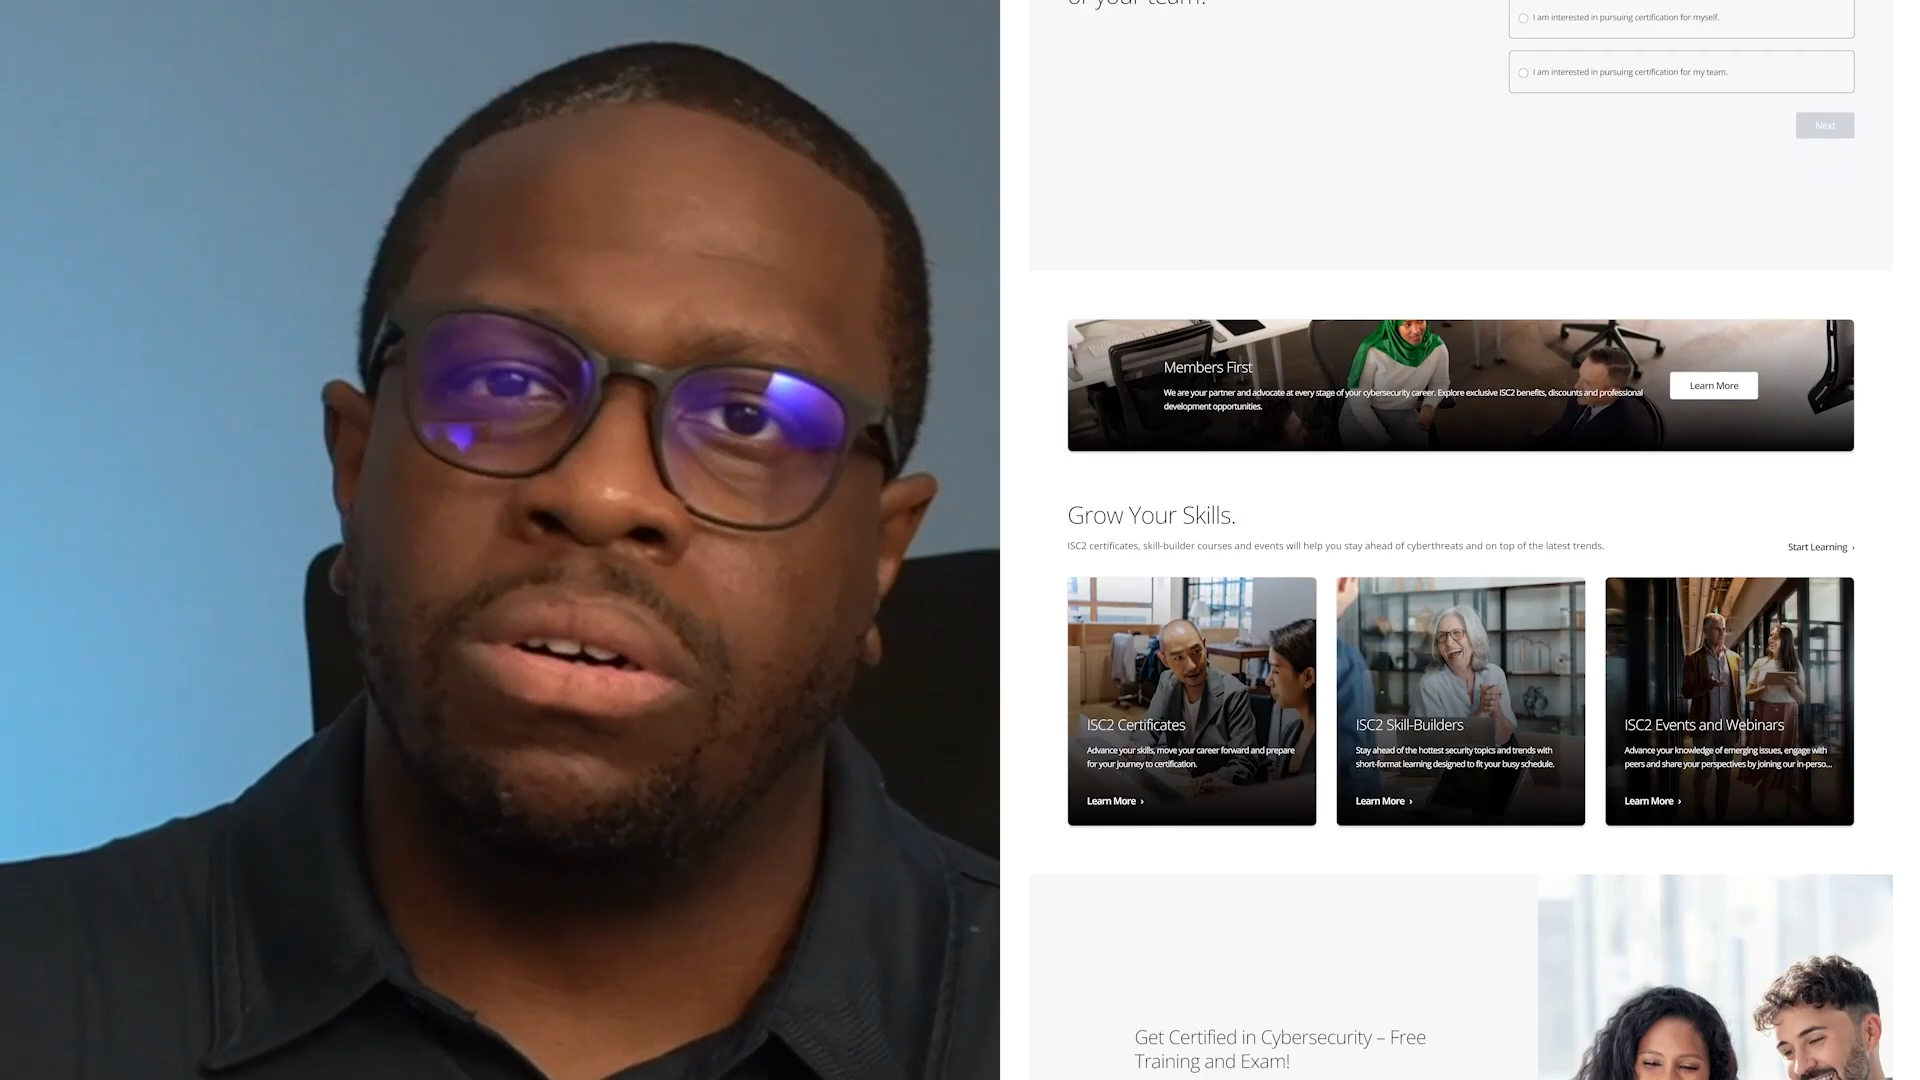 or your team?
I am interested in pursuing certification for myself.
I am interested in pursuing certification for my team.
Next
Members First
We are your partner and advocate at every stage of your cybersecurity career. Explore exclusive ISC2 benefits, discounts and professional
development opportunities.
Learn More
Grow Your Skills.
ISC2 certificates, skill-builder courses and events will help you stay ahead of cyberthreats and on top of the latest trends.
Start Learning ›
ISC2 Certificates
Advance your skills, move your career forward and prepare
for your journey to certification.
Learn More ›
ISC2 Skill-Builders
Stay ahead of the hottest security topics and trends with
short-format learning designed to fit your busy schedule.
Learn More ›
ISC2 Events and Webinars
Advance your knowledge of emerging issues, engage with
peers and share your perspectives by joining our in-perso...
Learn More ›
Get Certified in Cybersecurity – Free
Training and Exam!